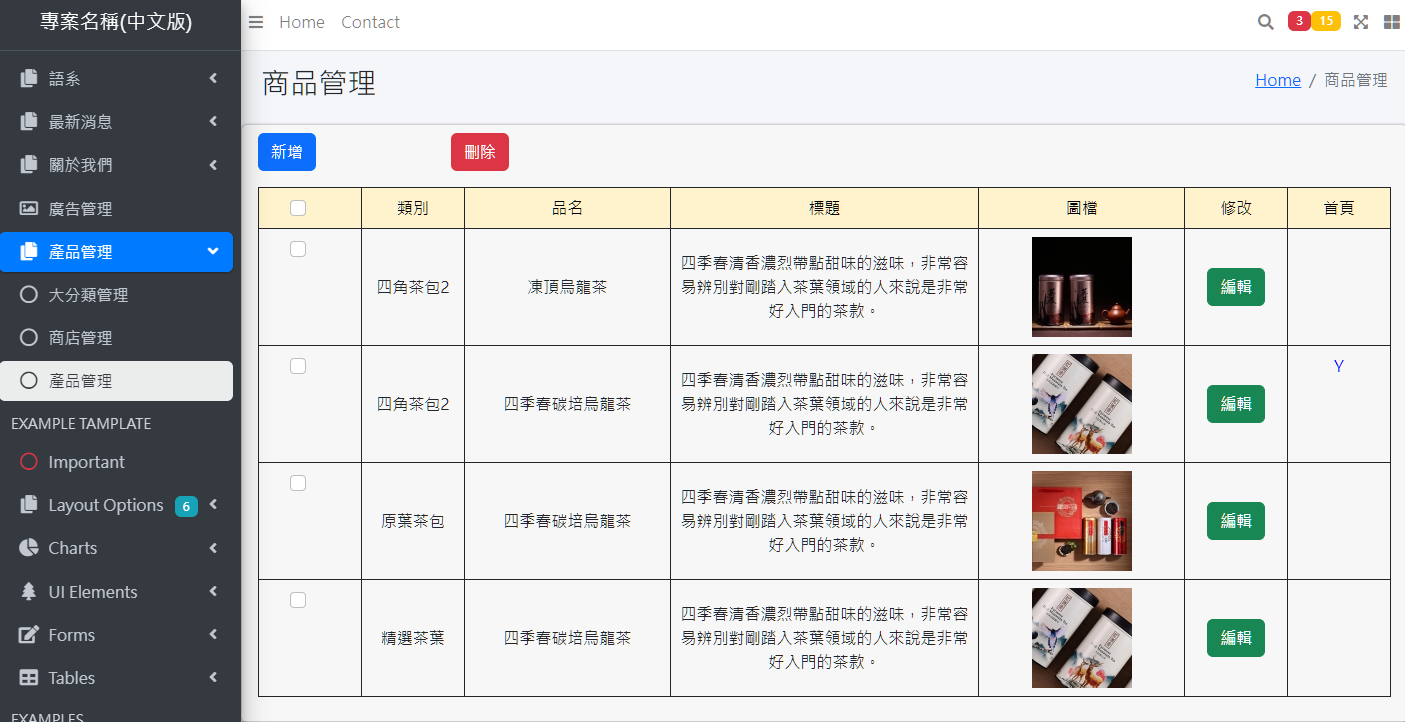 專案名稱(中文版)
Home Contact
3 15
語系
最新消息
關於我們
廣告管理
產品管理
大分類管理
商店管理
產品管理
EXAMPLE TAMPLATE
Important
Layout Options 6
Charts
UI Elements
Forms
Tables
EXAMPLES
商品管理
Home / 商品管理
新增 刪除
類別 品名 標題 圖檔 修改 首頁
四角茶包2 凍頂烏龍茶
四季春清香濃烈帶點甜味的滋味，非常容
易辨別對剛踏入茶葉領域的人來說是非常
好入門的茶款。
編輯
四角茶包2 四季春碳培烏龍茶
四季春清香濃烈帶點甜味的滋味，非常容
易辨別對剛踏入茶葉領域的人來說是非常
好入門的茶款。
編輯
Y
原葉茶包 四季春碳培烏龍茶
四季春清香濃烈帶點甜味的滋味，非常容
易辨別對剛踏入茶葉領域的人來說是非常
好入門的茶款。
編輯
精選茶葉 四季春碳培烏龍茶
四季春清香濃烈帶點甜味的滋味，非常容
易辨別對剛踏入茶葉領域的人來說是非常
好入門的茶款。
編輯